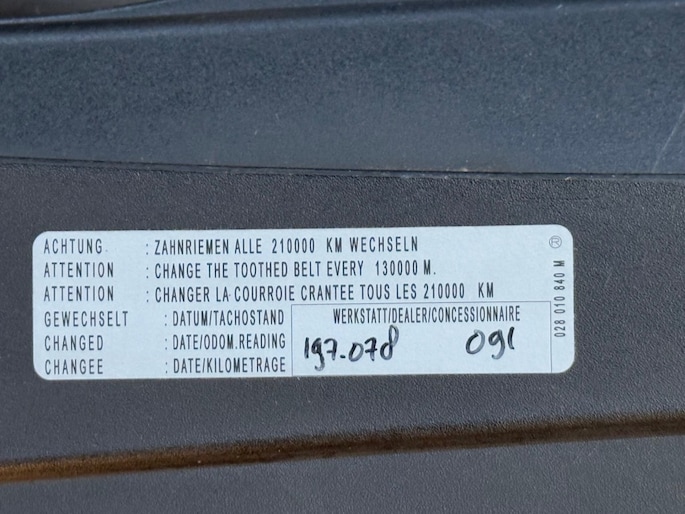 ACHTUNG : ZAHNRIEMEN ALLE 210000 KM WECHSELN
ATTENTION : CHANGE THE TOOTHED BELT EVERY 130000 M.
ATTENTION : CHANGER LA COURROIE CRANTEE TOUS LES 210000 KM
GEWECHSELT : DATUM/TACHOSTAND WERKSTATT/DEALER/CONCESSIONNAIRE
CHANGED : DATE/ODOM.READING
CHANGEE : DATE/KILOMETRAGE
197.078
®
028 010 840 M